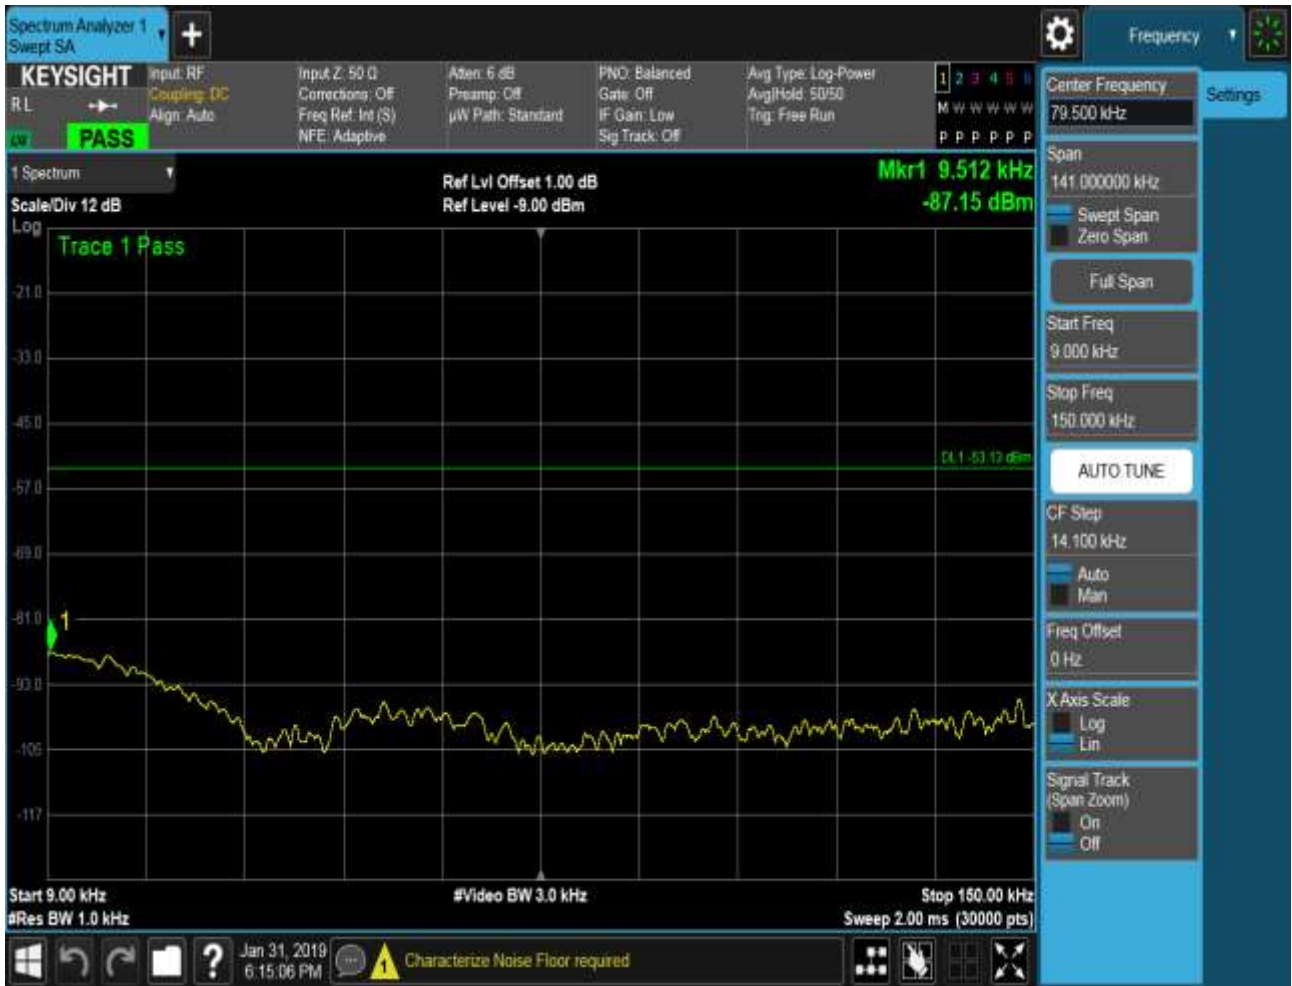 Spectrum Analyzer 1
Swept SA
+
Frequency
KEYSIGHT
RL
PASS
Input: RF
Coupling: DC
Align: Auto
Input Z: 50 Ω
Corrections: Off
Freq Ref: Int (S)
NFE: Adaptive
Atten: 6 dB
Preamp: Off
µW Path: Standard
PNO: Balanced
Gate: Off
IF Gain: Low
Sig Track: Off
Avg Type: Log-Power
Avg|Hold: 50/50
Trig: Free Run
1 2 3 4 5 6
M W W W W W
P P P P P P
1 Spectrum
Scale/Div 12 dB
Ref Lvl Offset 1.00 dB
Ref Level -9.00 dBm
Mkr1 9.512 kHz
-87.15 dBm
Log
Trace 1 Pass
-21.0
-33.0
-45.0
DL1 -53.13 dBm
-57.0
-69.0
-81.0
1
-93.0
-105
-117
Start 9.00 kHz
#Res BW 1.0 kHz
#Video BW 3.0 kHz
Stop 150.00 kHz
Sweep 2.00 ms (30000 pts)
Center Frequency
79.500 kHz
Settings
Span
141.000000 kHz
Swept Span
Zero Span
Full Span
Start Freq
9.000 kHz
Stop Freq
150.000 kHz
AUTO TUNE
CF Step
14.100 kHz
Auto
Man
Freq Offset
0 Hz
X Axis Scale
Log
Lin
Signal Track
(Span Zoom)
On
Off
?
Jan 31, 2019
6:15:06 PM
1
Characterize Noise Floor required